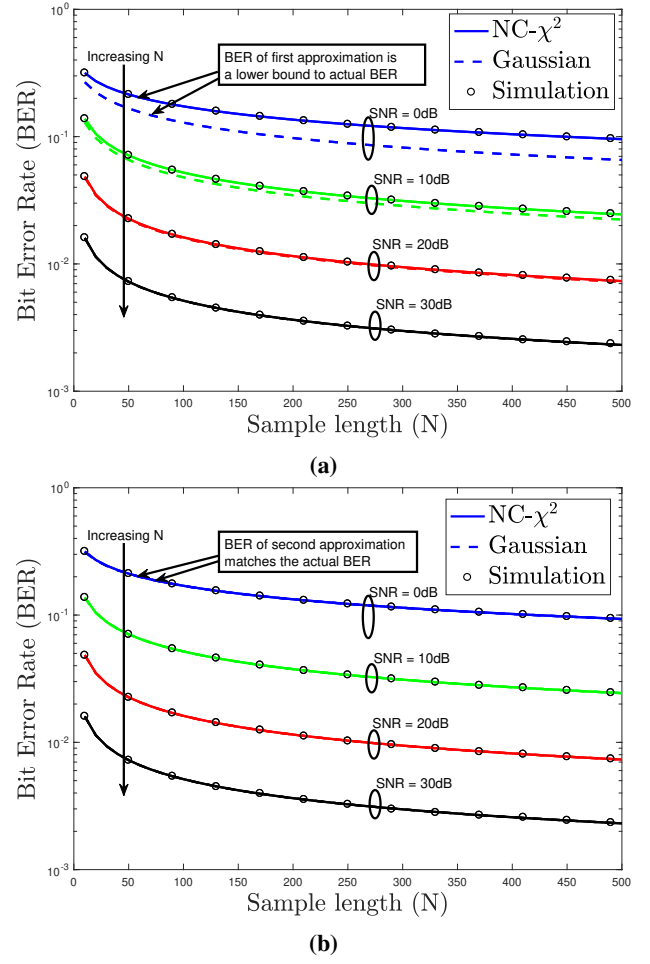 10^0
10^-1
10^-2
10^-3
Bit Error Rate (BER)
Increasing N
BER of first approximation is
a lower bound to actual BER
NC-χ²
Gaussian
Simulation
SNR = 0dB
SNR = 10dB
SNR = 20dB
SNR = 30dB
0 50 100 150 200 250 300 350 400 450 500
Sample length (N)
(a)
10^0
10^-1
10^-2
10^-3
Bit Error Rate (BER)
Increasing N
BER of second approximation
matches the actual BER
NC-χ²
Gaussian
Simulation
SNR = 0dB
SNR = 10dB
SNR = 20dB
SNR = 30dB
0 50 100 150 200 250 300 350 400 450 500
Sample length (N)
(b)